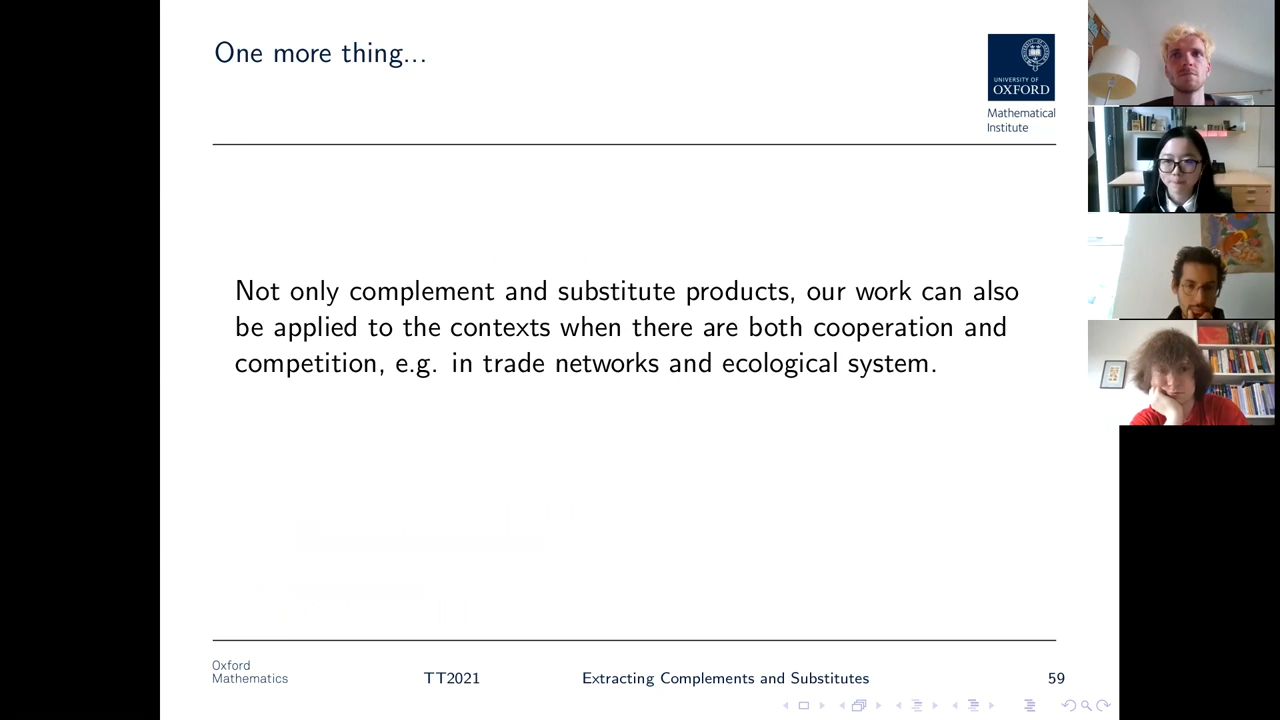 One more thing...
UNIVERSITY OF
OXFORD
Mathematical
Institute
Not only complement and substitute products, our work can also
be applied to the contexts when there are both cooperation and
competition, e.g. in trade networks and ecological system.
Oxford
Mathematics
TT2021
Extracting Complements and Substitutes
59